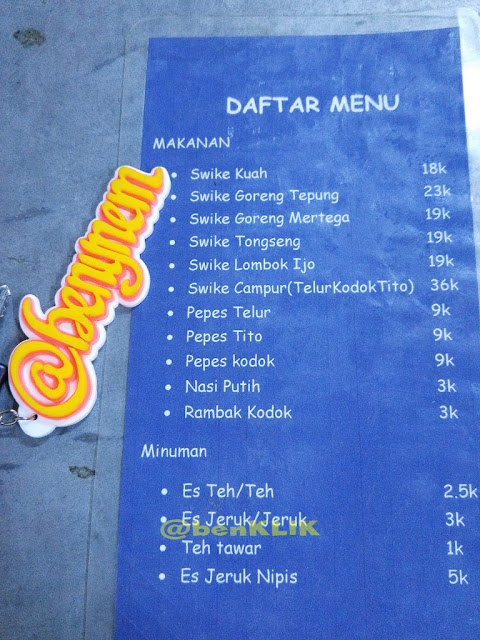 DAFTAR MENU
MAKANAN
• Swike Kuah 18k
• Swike Goreng Tepung 23k
• Swike Goreng Mertega 19k
• Swike Tongseng 19k
• Swike Lombok Ijo 19k
• Swike Campur(TelurKodokTito) 36k
• Pepes Telur 9k
• Pepes Tito 9k
• Pepes kodok 9k
• Nasi Putih 3k
• Rambak Kodok 3k
Minuman
• Es Teh/Teh 2.5k
• Es Jeruk/Jeruk 3k
• Teh tawar 1k
• Es Jeruk Nipis 5k
@benKLIK